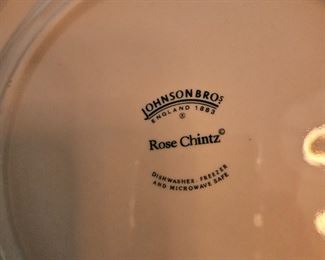 JOHNSON BROS
ENGLAND 1883
®
Rose Chintz©
DISHWASHER, FREEZER
AND MICROWAVE SAFE